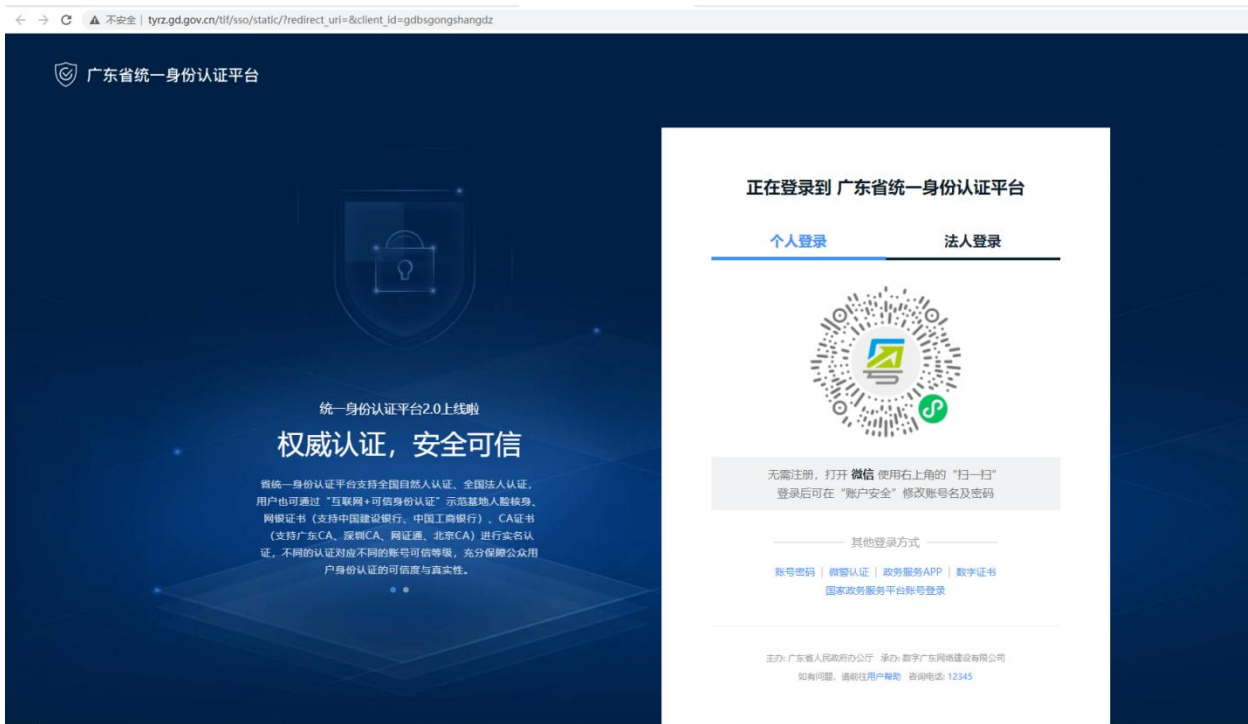 不安全 | tyrz.gd.gov.cn/tif/sso/static/?redirect_uri=&client_id=gdbsgongshangdz
广东省统一身份认证平台
统一身份认证平台2.0上线啦
权威认证，安全可信
省统一身份认证平台支持全国自然人认证、全国法人认证，
用户也可通过“互联网+可信身份认证”示范基地人脸核身、
网银证书（支持中国建设银行、中国工商银行）、CA证书
（支持广东CA、深圳CA、网证通、北京CA）进行实名认
证，不同的认证对应不同的账号可信等级，充分保障公众用
户身份认证的可信度与真实性。
正在登录到 广东省统一身份认证平台
个人登录 法人登录
无需注册，打开 微信 使用右上角的“扫一扫”
登录后可在“账户安全”修改账号名及密码
其他登录方式
账号密码 | 微警认证 | 政务服务APP | 数字证书
国家政务服务平台账号登录
主办: 广东省人民政府办公厅 承办: 数字广东网络建设有限公司
如有问题，请前往用户帮助 咨询电话: 12345